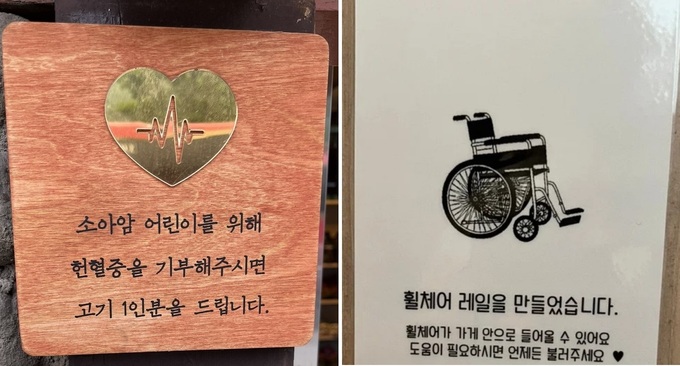 소아암 어린이를 위해
헌혈증을 기부해주시면
고기 1인분을 드립니다.
휠체어 레일을 만들었습니다.
휠체어가 가게 안으로 들어올 수 있어요
도움이 필요하시면 언제든 불러주세요 ♥